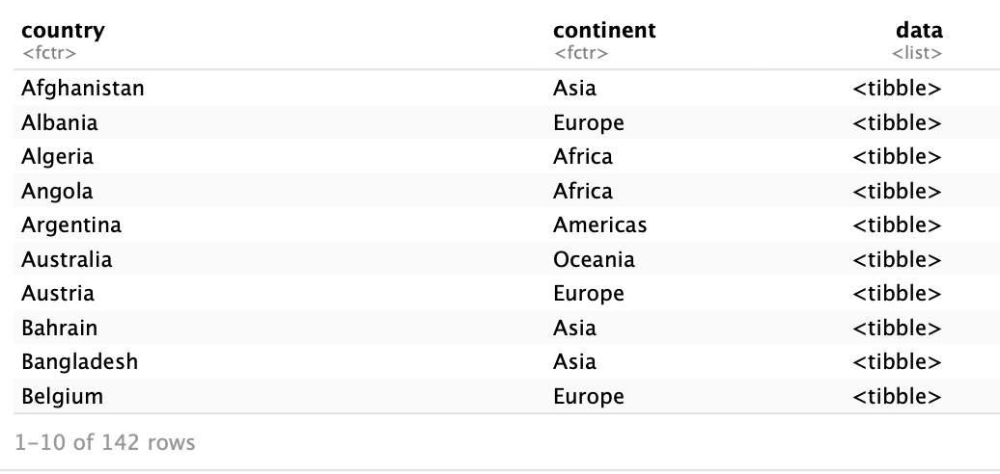 country continent data
<fctr> <fctr> <list>
Afghanistan Asia <tibble>
Albania Europe <tibble>
Algeria Africa <tibble>
Angola Africa <tibble>
Argentina Americas <tibble>
Australia Oceania <tibble>
Austria Europe <tibble>
Bahrain Asia <tibble>
Bangladesh Asia <tibble>
Belgium Europe <tibble>
1–10 of 142 rows